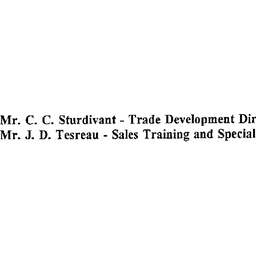 Mr. C. C. Sturdivant - Trade Development Dir
Mr. J. D. Tesreau - Sales Training and Special